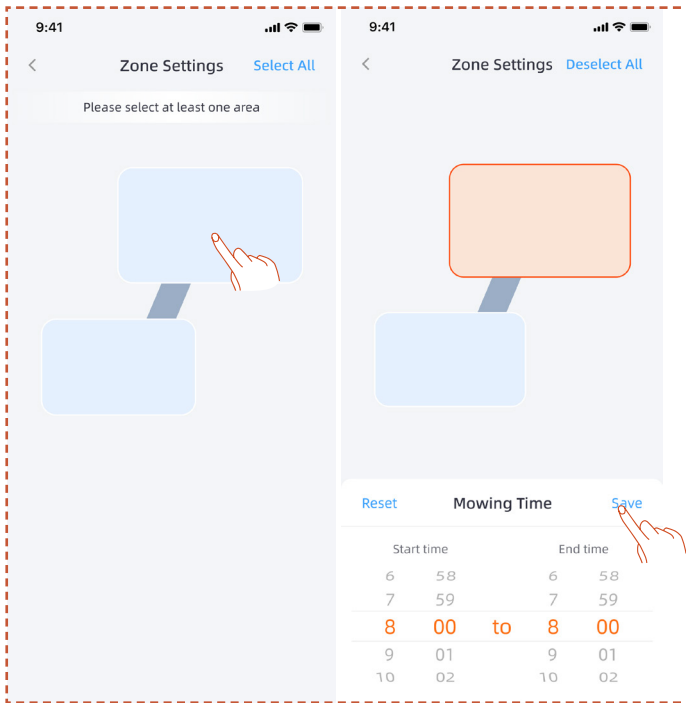 9:41
Zone Settings Select All
Please select at least one area
9:41
Zone Settings Deselect All
Reset Mowing Time Save
Start time End time
6 58 6 58
7 59 7 59
8 00 to 8 00
9 01 9 01
10 02 10 02